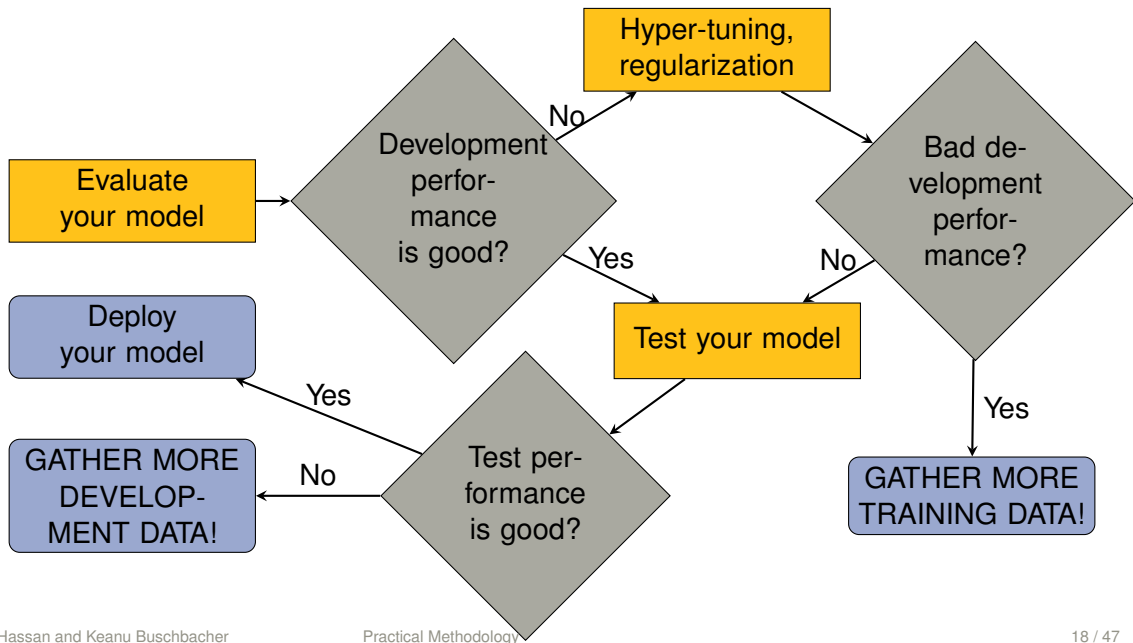 Hyper-tuning,
regularization
No
Development
perfor-
mance
is good?
Bad de-
velopment
perfor-
mance?
Evaluate
your model
Yes
No
Deploy
your model
Test your model
Yes
Yes
GATHER MORE
DEVELOP-
MENT DATA!
No
Test per-
formance
is good?
GATHER MORE
TRAINING DATA!
Hassan and Keanu Buschbacher
Practical Methodology
18 / 47